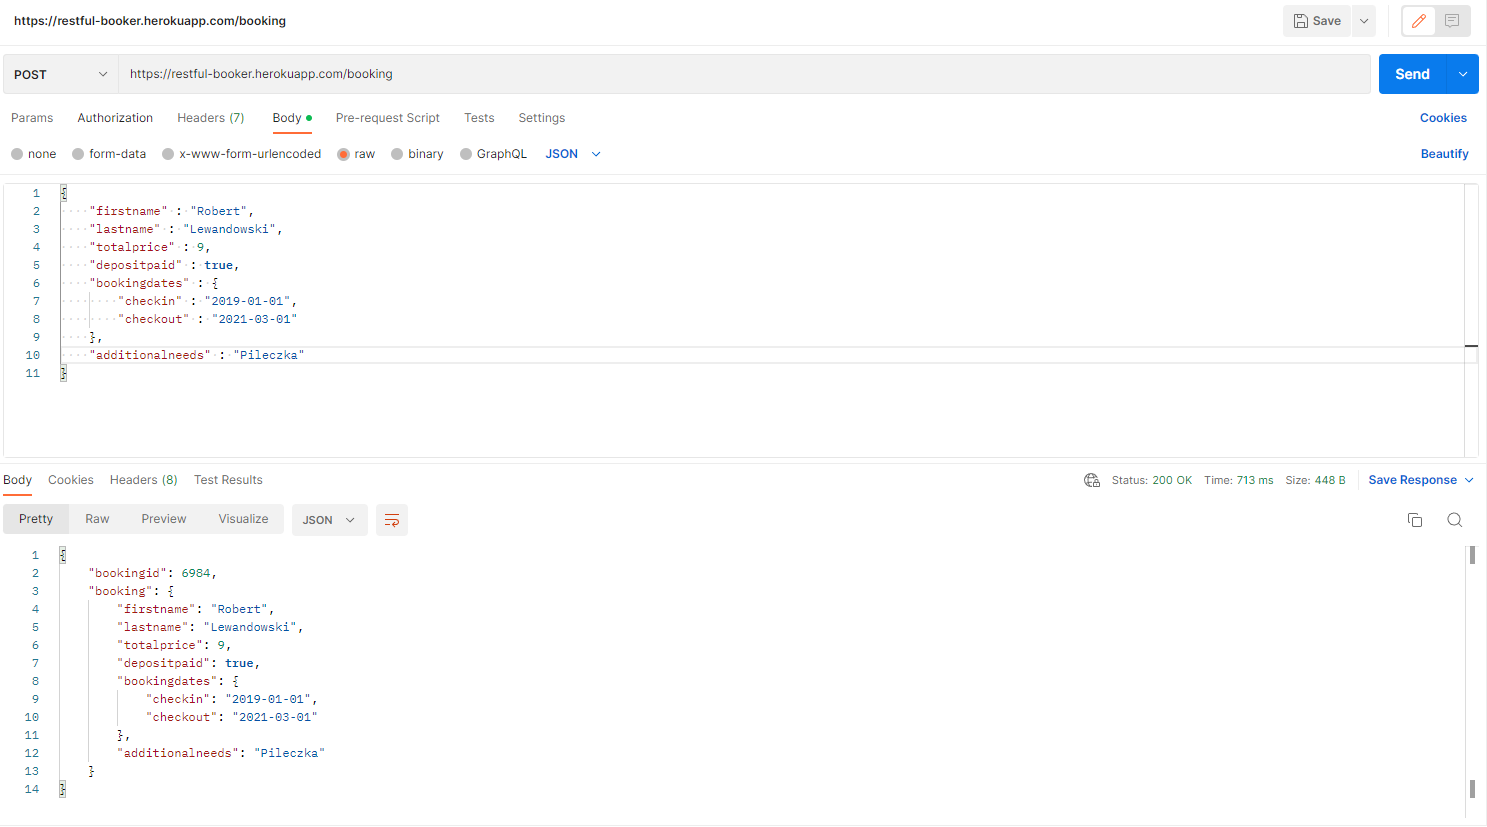 https://restful-booker.herokuapp.com/booking
Save
POST
https://restful-booker.herokuapp.com/booking
Send
Params Authorization Headers (7) Body Pre-request Script Tests Settings Cookies
none form-data x-www-form-urlencoded raw binary GraphQL JSON Beautify
1 {
2 "firstname" : "Robert",
3 "lastname" : "Lewandowski",
4 "totalprice" : 9,
5 "depositpaid" : true,
6 "bookingdates" : {
7 "checkin" : "2019-01-01",
8 "checkout" : "2021-03-01"
9 },
10 "additionalneeds" : "Pileczka"
11 }
Body Cookies Headers (8) Test Results Status: 200 OK Time: 713 ms Size: 448 B Save Response
Pretty Raw Preview Visualize JSON
1 {
2 "bookingid": 6984,
3 "booking": {
4 "firstname": "Robert",
5 "lastname": "Lewandowski",
6 "totalprice": 9,
7 "depositpaid": true,
8 "bookingdates": {
9 "checkin": "2019-01-01",
10 "checkout": "2021-03-01"
11 },
12 "additionalneeds": "Pileczka"
13 }
14 }